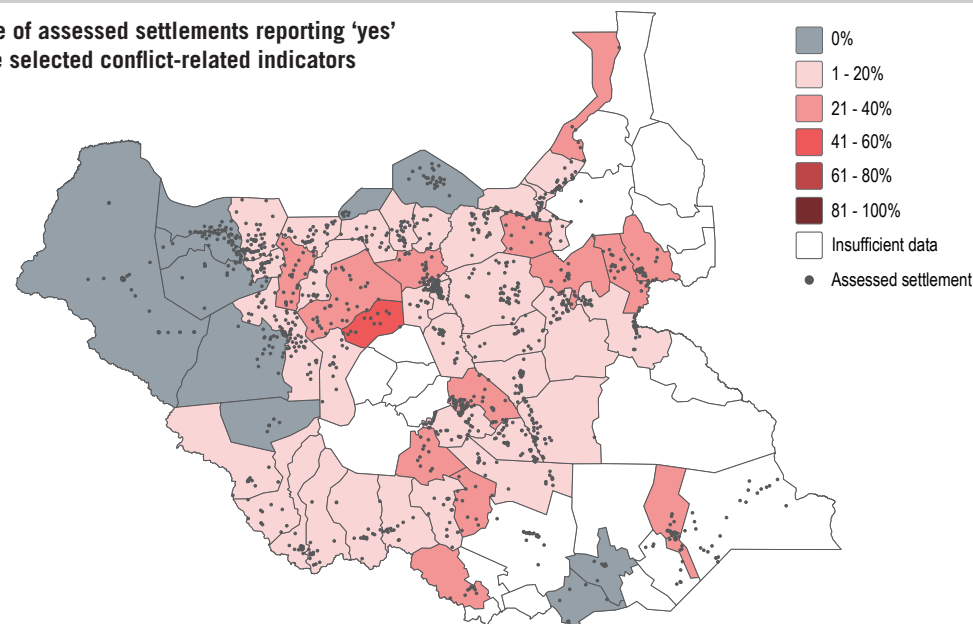 e of assessed settlements reporting ‘yes’
e selected conflict-related indicators
0%
1 - 20%
21 - 40%
41 - 60%
61 - 80%
81 - 100%
Insufficient data
Assessed settlement